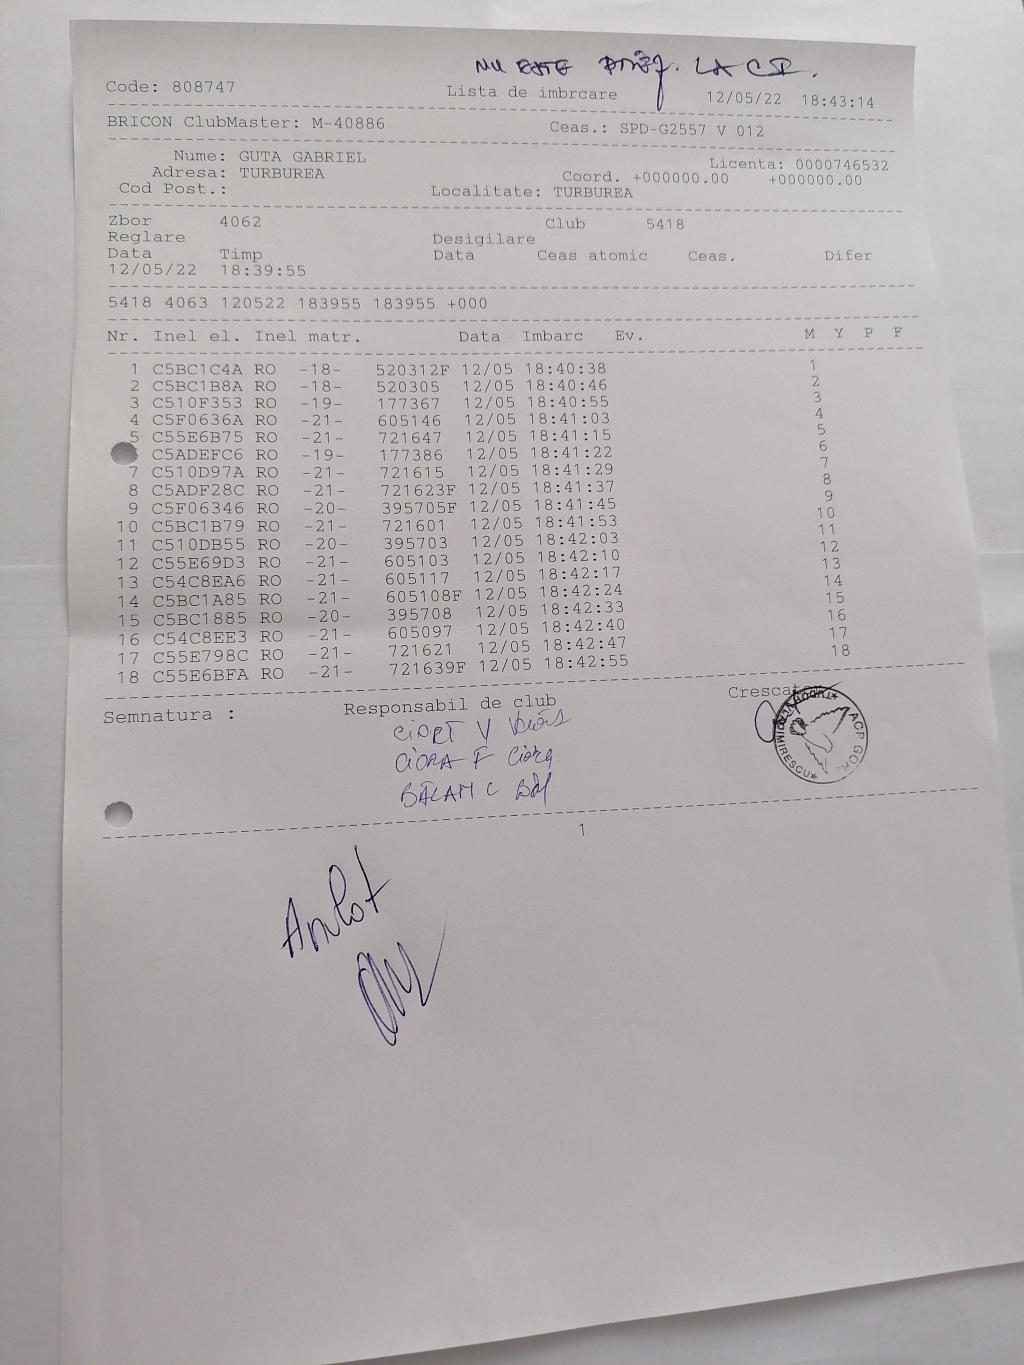 NU ESTE LA CI.
Code: 808747 Lista de imbrcare 12/05/22 18:43:14
BRICON ClubMaster: M-40886 Ceas.: SPD-G2557 V 012
Nume: GUTA GABRIEL Licenta: 0000746532
Adresa: TURBUREA Coord. +000000.00 +000000.00
Cod Post.: Localitate: TURBUREA
Zbor 4062 Club 5418
Reglare Desigilare
Data Timp Data Ceas atomic Ceas. Difer
12/05/22 18:39:55
5418 4063 120522 183955 183955 +000
Nr. Inel el. Inel matr. Data Imbarc Ev. M Y P F
1 C5BC1C4A RO -18- 520312F 12/05 18:40:38 1
2 C5BC1B8A RO -18- 520305 12/05 18:40:46 2
3 C510F353 RO -19- 177367 12/05 18:40:55 3
4 C5F0636A RO -21- 605146 12/05 18:41:03 4
5 C55E6B75 RO -21- 721647 12/05 18:41:15 5
C5ADEFC6 RO -19- 177386 12/05 18:41:22 6
7 C510D97A RO -21- 721615 12/05 18:41:29 7
8 C5ADF28C RO -21- 721623F 12/05 18:41:37 8
9 C5F06346 RO -20- 395705F 12/05 18:41:45 9
10 C5BC1B79 RO -21- 721601 12/05 18:41:53 10
11 C510DB55 RO -20- 395703 12/05 18:42:03 11
12 C55E69D3 RO -21- 605103 12/05 18:42:10 12
13 C54C8EA6 RO -21- 605117 12/05 18:42:17 13
14 C5BC1A85 RO -21- 605108F 12/05 18:42:24 14
15 C5BC1885 RO -20- 395708 12/05 18:42:33 15
16 C54C8EE3 RO -21- 605097 12/05 18:42:40 16
17 C55E798C RO -21- 721621 12/05 18:42:47 17
18 C55E6BFA RO -21- 721639F 12/05 18:42:55 18
Semnatura : Responsabil de club
CIORA F Ciora
BĂLAN C
ACP GORJ
TUDOR VLADIMIRESCU
1